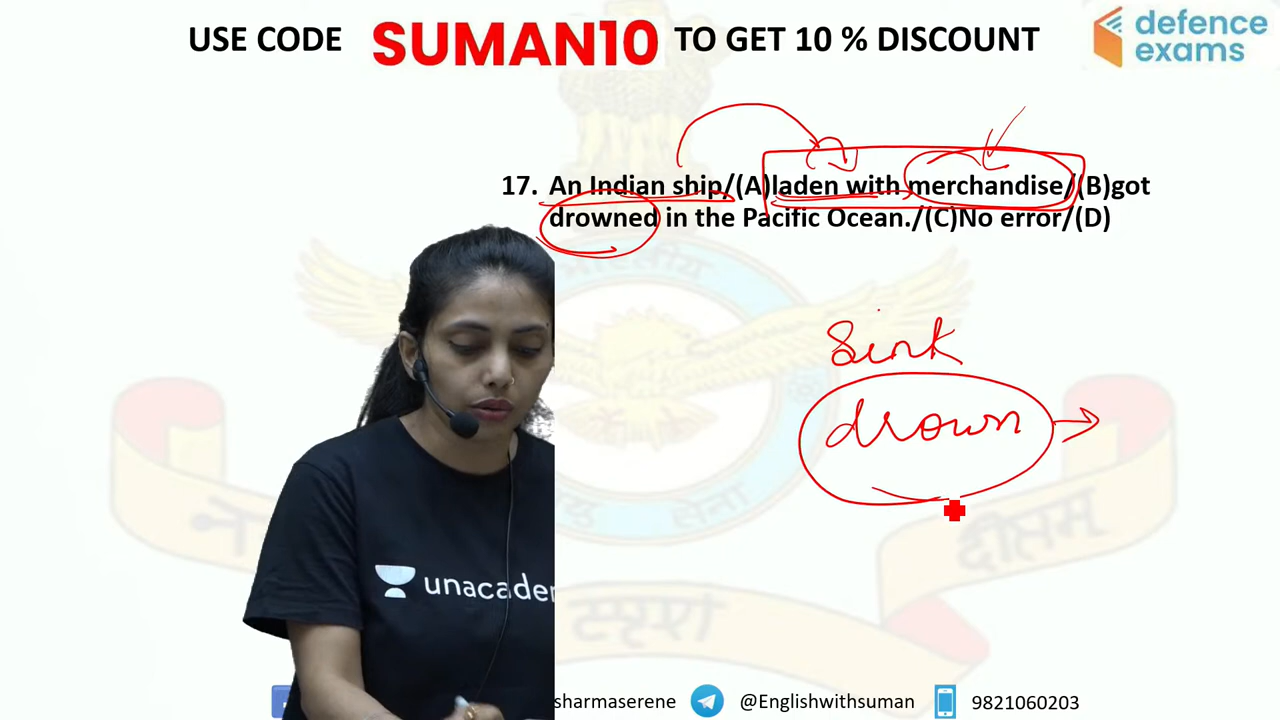 USE CODE SUMAN10 TO GET 10 % DISCOUNT
defence
exams
17. An Indian ship/(A)laden with merchandise/(B)got
drowned in the Pacific Ocean./(C)No error/(D)
Sink
drown
unacade
sharmaserene @Englishwithsuman 9821060203